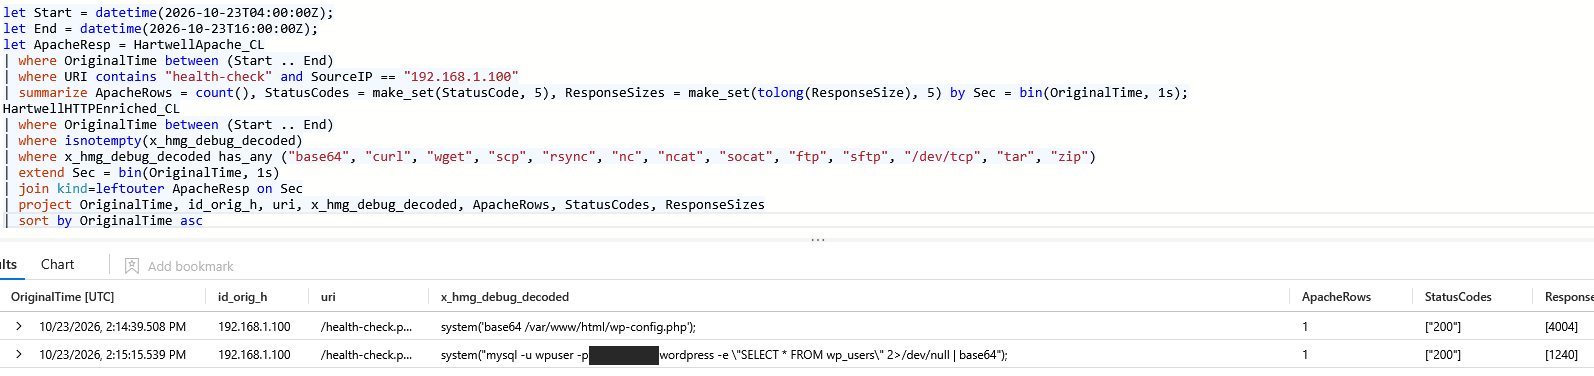 let Start = datetime(2026-10-23T04:00:00Z);
let End = datetime(2026-10-23T16:00:00Z);
let ApacheResp = HartwellApache_CL
| where OriginalTime between (Start .. End)
| where URI contains "health-check" and SourceIP == "192.168.1.100"
| summarize ApacheRows = count(), StatusCodes = make_set(StatusCode, 5), ResponseSizes = make_set(tolong(ResponseSize), 5) by Sec = bin(OriginalTime, 1s);
HartwellHTTPEnriched_CL
| where OriginalTime between (Start .. End)
| where isnotempty(x_hmg_debug_decoded)
| where x_hmg_debug_decoded has_any ("base64", "curl", "wget", "scp", "rsync", "nc", "ncat", "socat", "ftp", "sftp", "/dev/tcp", "tar", "zip")
| extend Sec = bin(OriginalTime, 1s)
| join kind=leftouter ApacheResp on Sec
| project OriginalTime, id_orig_h, uri, x_hmg_debug_decoded, ApacheRows, StatusCodes, ResponseSizes
| sort by OriginalTime asc
...
lts Chart Add bookmark
OriginalTime [UTC] id_orig_h uri x_hmg_debug_decoded ApacheRows StatusCodes Response
10/23/2026, 2:14:39.508 PM 192.168.1.100 /health-check.p... system('base64 /var/www/html/wp-config.php'); 1 ["200"] [4004]
10/23/2026, 2:15:15.539 PM 192.168.1.100 /health-check.p... system("mysql -u wpuser -p wordpress -e \"SELECT * FROM wp_users\" 2>/dev/null | base64"); 1 ["200"] [1240]